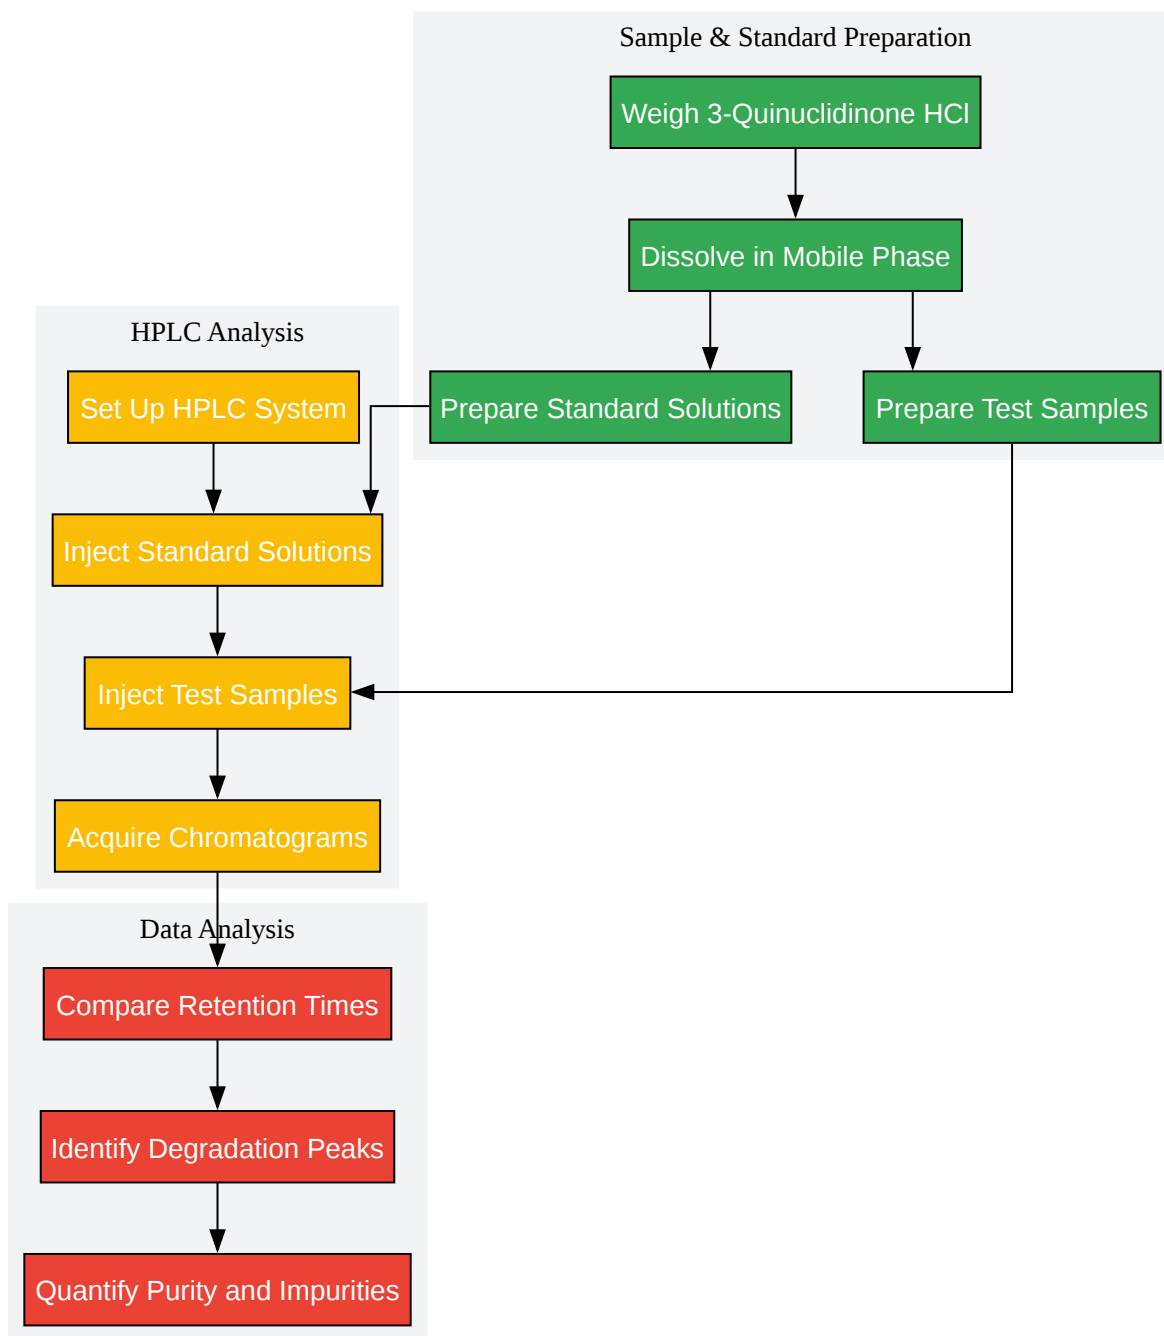 Sample & Standard Preparation
Weigh 3-Quinuclidinone HCl
Dissolve in Mobile Phase
Prepare Standard Solutions
Prepare Test Samples
HPLC Analysis
Set Up HPLC System
Inject Standard Solutions
Inject Test Samples
Acquire Chromatograms
Data Analysis
Compare Retention Times
Identify Degradation Peaks
Quantify Purity and Impurities